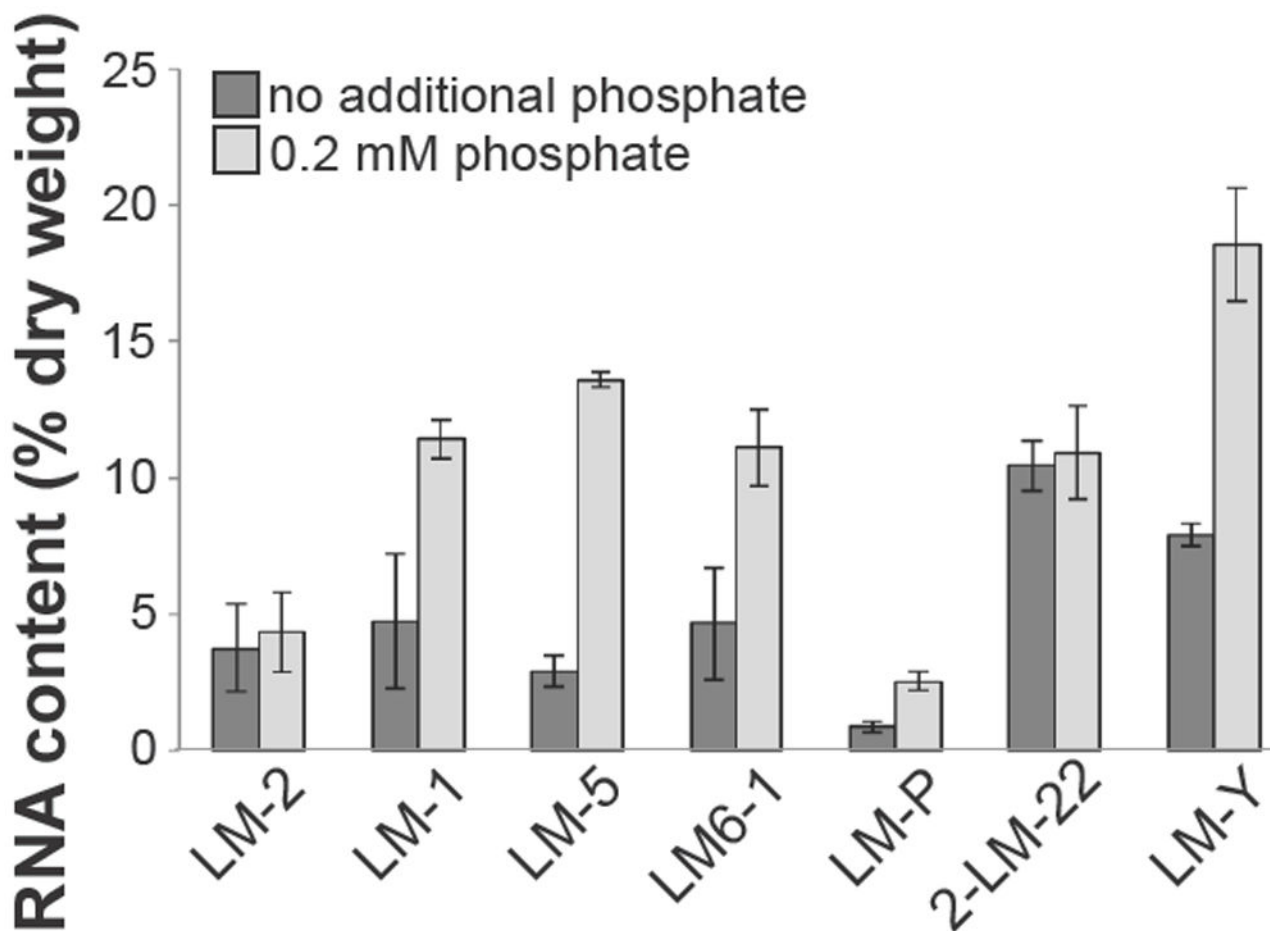 RNA content (% dry weight)
25
20
15
10
5
0
no additional phosphate
0.2 mM phosphate
LM-2
LM-1
LM-5
LM6-1
LM-P
2-LM-22
LM-Y